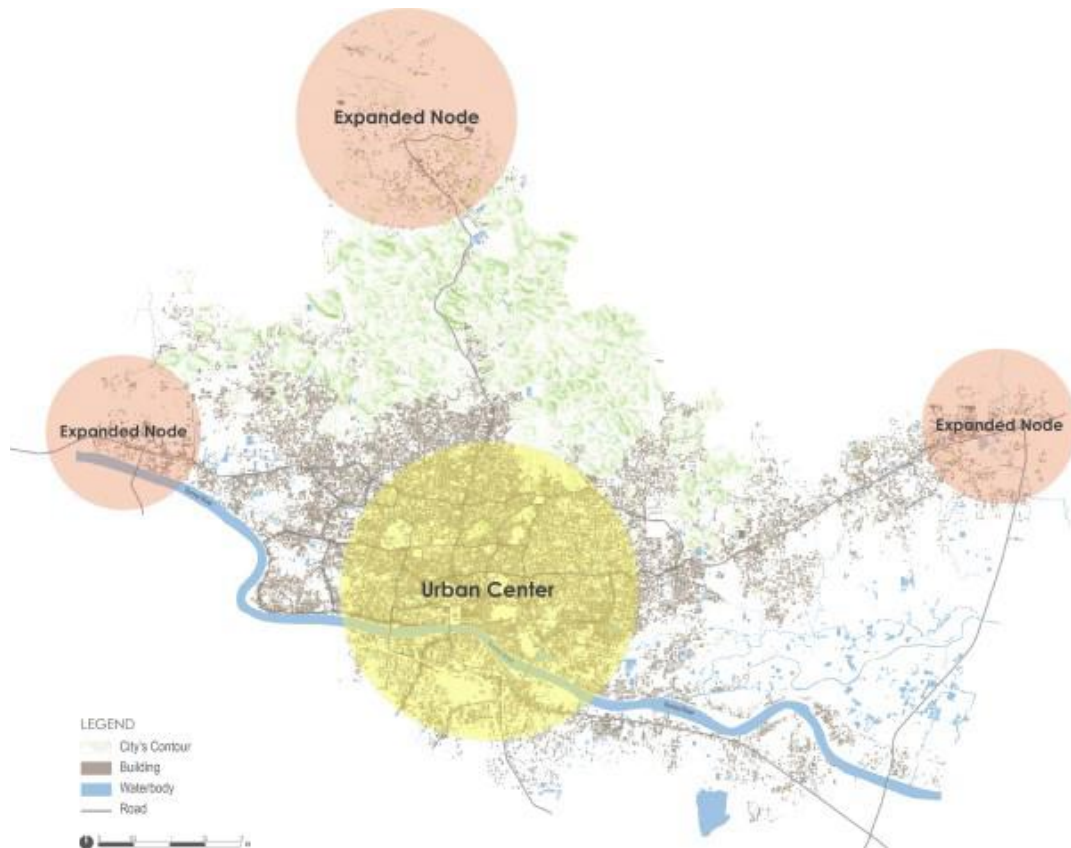 Expanded Node
Expanded Node
Expanded Node
Urban Center
LEGEND
City's Contour
Building
Waterbody
Road